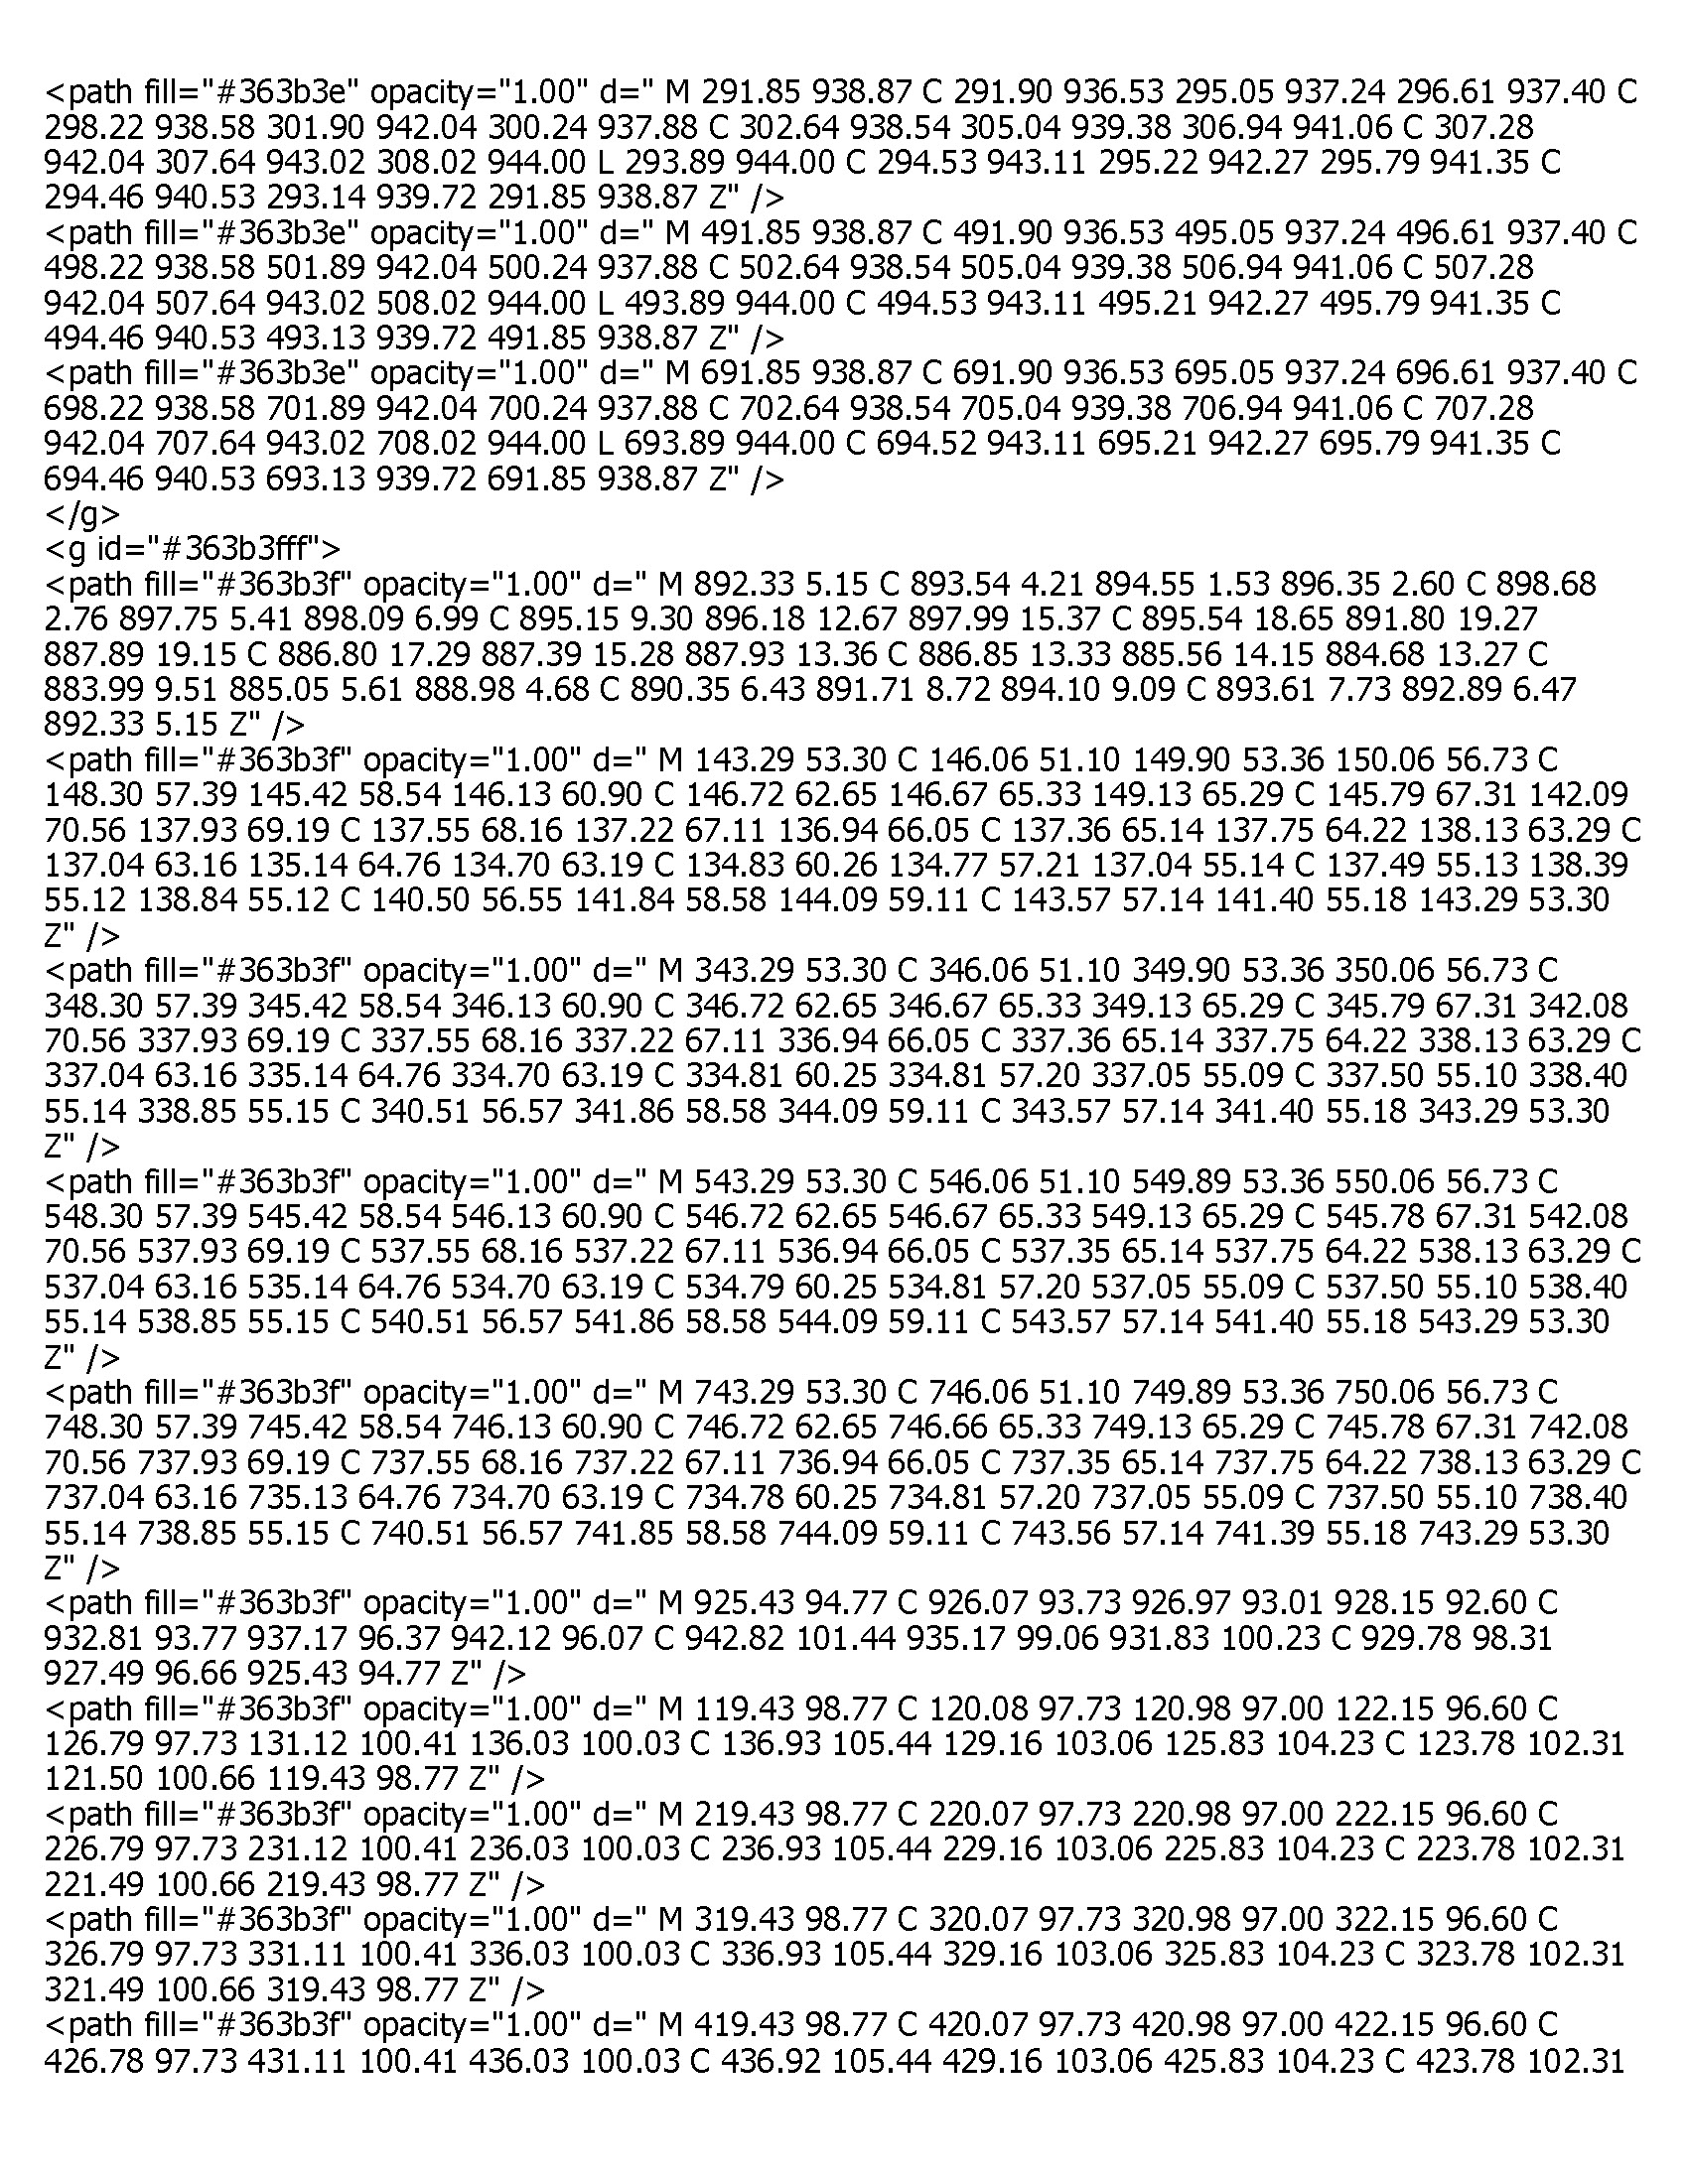 <path fill="#363b3e" opacity="1.00" d=" M 291.85 938.87 C 291.90 936.53 295.05 937.24 296.61 937.40 C
298.22 938.58 301.90 942.04 300.24 937.88 C 302.64 938.54 305.04 939.38 306.94 941.06 C 307.28
942.04 307.64 943.02 308.02 944.00 L 293.89 944.00 C 294.53 943.11 295.22 942.27 295.79 941.35 C
294.46 940.53 293.14 939.72 291.85 938.87 Z" />
<path fill="#363b3e" opacity="1.00" d=" M 491.85 938.87 C 491.90 936.53 495.05 937.24 496.61 937.40 C
498.22 938.58 501.89 942.04 500.24 937.88 C 502.64 938.54 505.04 939.38 506.94 941.06 C 507.28
942.04 507.64 943.02 508.02 944.00 L 493.89 944.00 C 494.53 943.11 495.21 942.27 495.79 941.35 C
494.46 940.53 493.13 939.72 491.85 938.87 Z" />
<path fill="#363b3e" opacity="1.00" d=" M 691.85 938.87 C 691.90 936.53 695.05 937.24 696.61 937.40 C
698.22 938.58 701.89 942.04 700.24 937.88 C 702.64 938.54 705.04 939.38 706.94 941.06 C 707.28
942.04 707.64 943.02 708.02 944.00 L 693.89 944.00 C 694.52 943.11 695.21 942.27 695.79 941.35 C
694.46 940.53 693.13 939.72 691.85 938.87 Z" />
</g>
<g id="#363b3fff">
<path fill="#363b3f" opacity="1.00" d=" M 892.33 5.15 C 893.54 4.21 894.55 1.53 896.35 2.60 C 898.68
2.76 897.75 5.41 898.09 6.99 C 895.15 9.30 896.18 12.67 897.99 15.37 C 895.54 18.65 891.80 19.27
887.89 19.15 C 886.80 17.29 887.39 15.28 887.93 13.36 C 886.85 13.33 885.56 14.15 884.68 13.27 C
883.99 9.51 885.05 5.61 888.98 4.68 C 890.35 6.43 891.71 8.72 894.10 9.09 C 893.61 7.73 892.89 6.47
892.33 5.15 Z" />
<path fill="#363b3f" opacity="1.00" d=" M 143.29 53.30 C 146.06 51.10 149.90 53.36 150.06 56.73 C
148.30 57.39 145.42 58.54 146.13 60.90 C 146.72 62.65 146.67 65.33 149.13 65.29 C 145.79 67.31 142.09
70.56 137.93 69.19 C 137.55 68.16 137.22 67.11 136.94 66.05 C 137.36 65.14 137.75 64.22 138.13 63.29 C
137.04 63.16 135.14 64.76 134.70 63.19 C 134.83 60.26 134.77 57.21 137.04 55.14 C 137.49 55.13 138.39
55.12 138.84 55.12 C 140.50 56.55 141.84 58.58 144.09 59.11 C 143.57 57.14 141.40 55.18 143.29 53.30
Z" />
<path fill="#363b3f" opacity="1.00" d=" M 343.29 53.30 C 346.06 51.10 349.90 53.36 350.06 56.73 C
348.30 57.39 345.42 58.54 346.13 60.90 C 346.72 62.65 346.67 65.33 349.13 65.29 C 345.79 67.31 342.08
70.56 337.93 69.19 C 337.55 68.16 337.22 67.11 336.94 66.05 C 337.36 65.14 337.75 64.22 338.13 63.29 C
337.04 63.16 335.14 64.76 334.70 63.19 C 334.81 60.25 334.81 57.20 337.05 55.09 C 337.50 55.10 338.40
55.14 338.85 55.15 C 340.51 56.57 341.86 58.58 344.09 59.11 C 343.57 57.14 341.40 55.18 343.29 53.30
Z" />
<path fill="#363b3f" opacity="1.00" d=" M 543.29 53.30 C 546.06 51.10 549.89 53.36 550.06 56.73 C
548.30 57.39 545.42 58.54 546.13 60.90 C 546.72 62.65 546.67 65.33 549.13 65.29 C 545.78 67.31 542.08
70.56 537.93 69.19 C 537.55 68.16 537.22 67.11 536.94 66.05 C 537.35 65.14 537.75 64.22 538.13 63.29 C
537.04 63.16 535.14 64.76 534.70 63.19 C 534.79 60.25 534.81 57.20 537.05 55.09 C 537.50 55.10 538.40
55.14 538.85 55.15 C 540.51 56.57 541.86 58.58 544.09 59.11 C 543.57 57.14 541.40 55.18 543.29 53.30
Z" />
<path fill="#363b3f" opacity="1.00" d=" M 743.29 53.30 C 746.06 51.10 749.89 53.36 750.06 56.73 C
748.30 57.39 745.42 58.54 746.13 60.90 C 746.72 62.65 746.66 65.33 749.13 65.29 C 745.78 67.31 742.08
70.56 737.93 69.19 C 737.55 68.16 737.22 67.11 736.94 66.05 C 737.35 65.14 737.75 64.22 738.13 63.29 C
737.04 63.16 735.13 64.76 734.70 63.19 C 734.78 60.25 734.81 57.20 737.05 55.09 C 737.50 55.10 738.40
55.14 738.85 55.15 C 740.51 56.57 741.85 58.58 744.09 59.11 C 743.56 57.14 741.39 55.18 743.29 53.30
Z" />
<path fill="#363b3f" opacity="1.00" d=" M 925.43 94.77 C 926.07 93.73 926.97 93.01 928.15 92.60 C
932.81 93.77 937.17 96.37 942.12 96.07 C 942.82 101.44 935.17 99.06 931.83 100.23 C 929.78 98.31
927.49 96.66 925.43 94.77 Z" />
<path fill="#363b3f" opacity="1.00" d=" M 119.43 98.77 C 120.08 97.73 120.98 97.00 122.15 96.60 C
126.79 97.73 131.12 100.41 136.03 100.03 C 136.93 105.44 129.16 103.06 125.83 104.23 C 123.78 102.31
121.50 100.66 119.43 98.77 Z" />
<path fill="#363b3f" opacity="1.00" d=" M 219.43 98.77 C 220.07 97.73 220.98 97.00 222.15 96.60 C
226.79 97.73 231.12 100.41 236.03 100.03 C 236.93 105.44 229.16 103.06 225.83 104.23 C 223.78 102.31
221.49 100.66 219.43 98.77 Z" />
<path fill="#363b3f" opacity="1.00" d=" M 319.43 98.77 C 320.07 97.73 320.98 97.00 322.15 96.60 C
326.79 97.73 331.11 100.41 336.03 100.03 C 336.93 105.44 329.16 103.06 325.83 104.23 C 323.78 102.31
321.49 100.66 319.43 98.77 Z" />
<path fill="#363b3f" opacity="1.00" d=" M 419.43 98.77 C 420.07 97.73 420.98 97.00 422.15 96.60 C
426.78 97.73 431.11 100.41 436.03 100.03 C 436.92 105.44 429.16 103.06 425.83 104.23 C 423.78 102.31